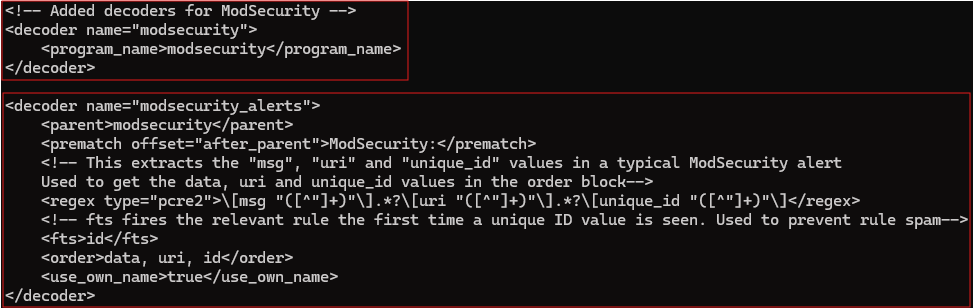 <!-- Added decoders for ModSecurity -->
<decoder name="modsecurity">
    <program_name>modsecurity</program_name>
</decoder>
<decoder name="modsecurity_alerts">
    <parent>modsecurity</parent>
    <prematch offset="after_parent">ModSecurity:</prematch>
    <!-- This extracts the "msg", "uri" and "unique_id" values in a typical ModSecurity alert
    Used to get the data, uri and unique_id values in the order block-->
    <regex type="pcre2">\[msg "([^"]+)"\].*?\[uri "([^"]+)"\].*?\[unique_id "([^"]+)"\]</regex>
    <!-- fts fires the relevant rule the first time a unique ID value is seen. Used to prevent rule spam-->
    <fts>id</fts>
    <order>data, uri, id</order>
    <use_own_name>true</use_own_name>
</decoder>